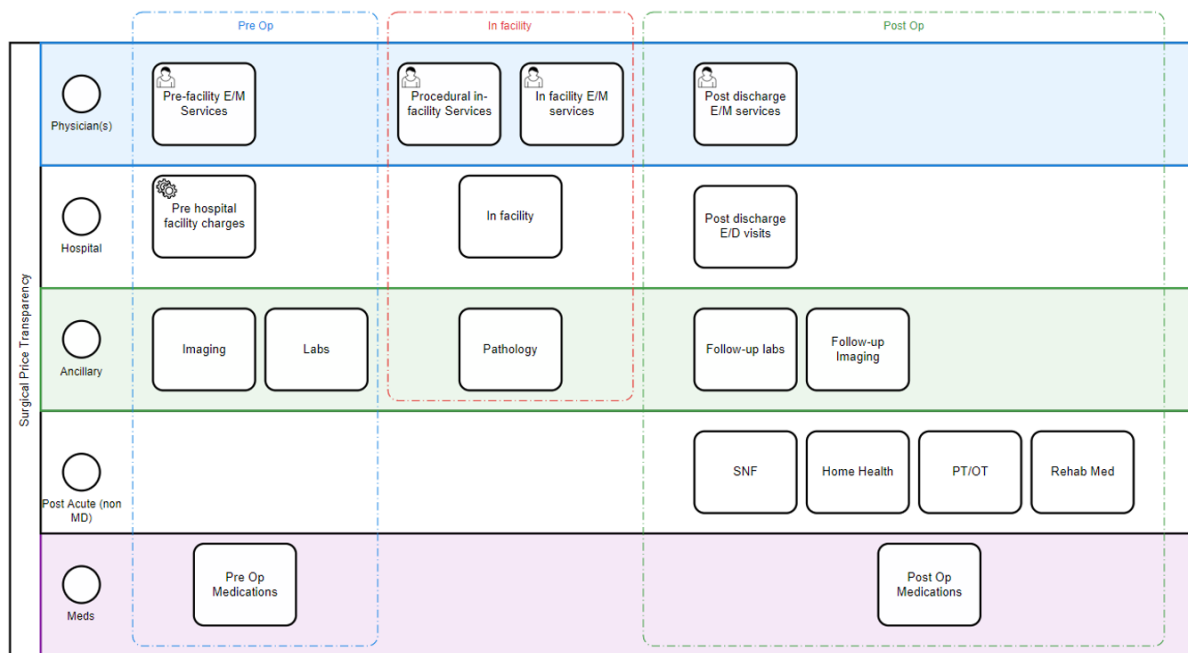 Pre Op
In facility
Post Op
Surgical Price Transparency
Physician(s)
Pre-facility E/M
Services
Procedural in-
facility Services
In facility E/M
services
Post discharge
E/M services
Hospital
Pre hospital
facility charges
In facility
Post discharge
E/D visits
Ancillary
Imaging
Labs
Pathology
Follow-up labs
Follow-up
Imaging
Post Acute (non
MD)
SNF
Home Health
PT/OT
Rehab Med
Meds
Pre Op
Medications
Post Op
Medications